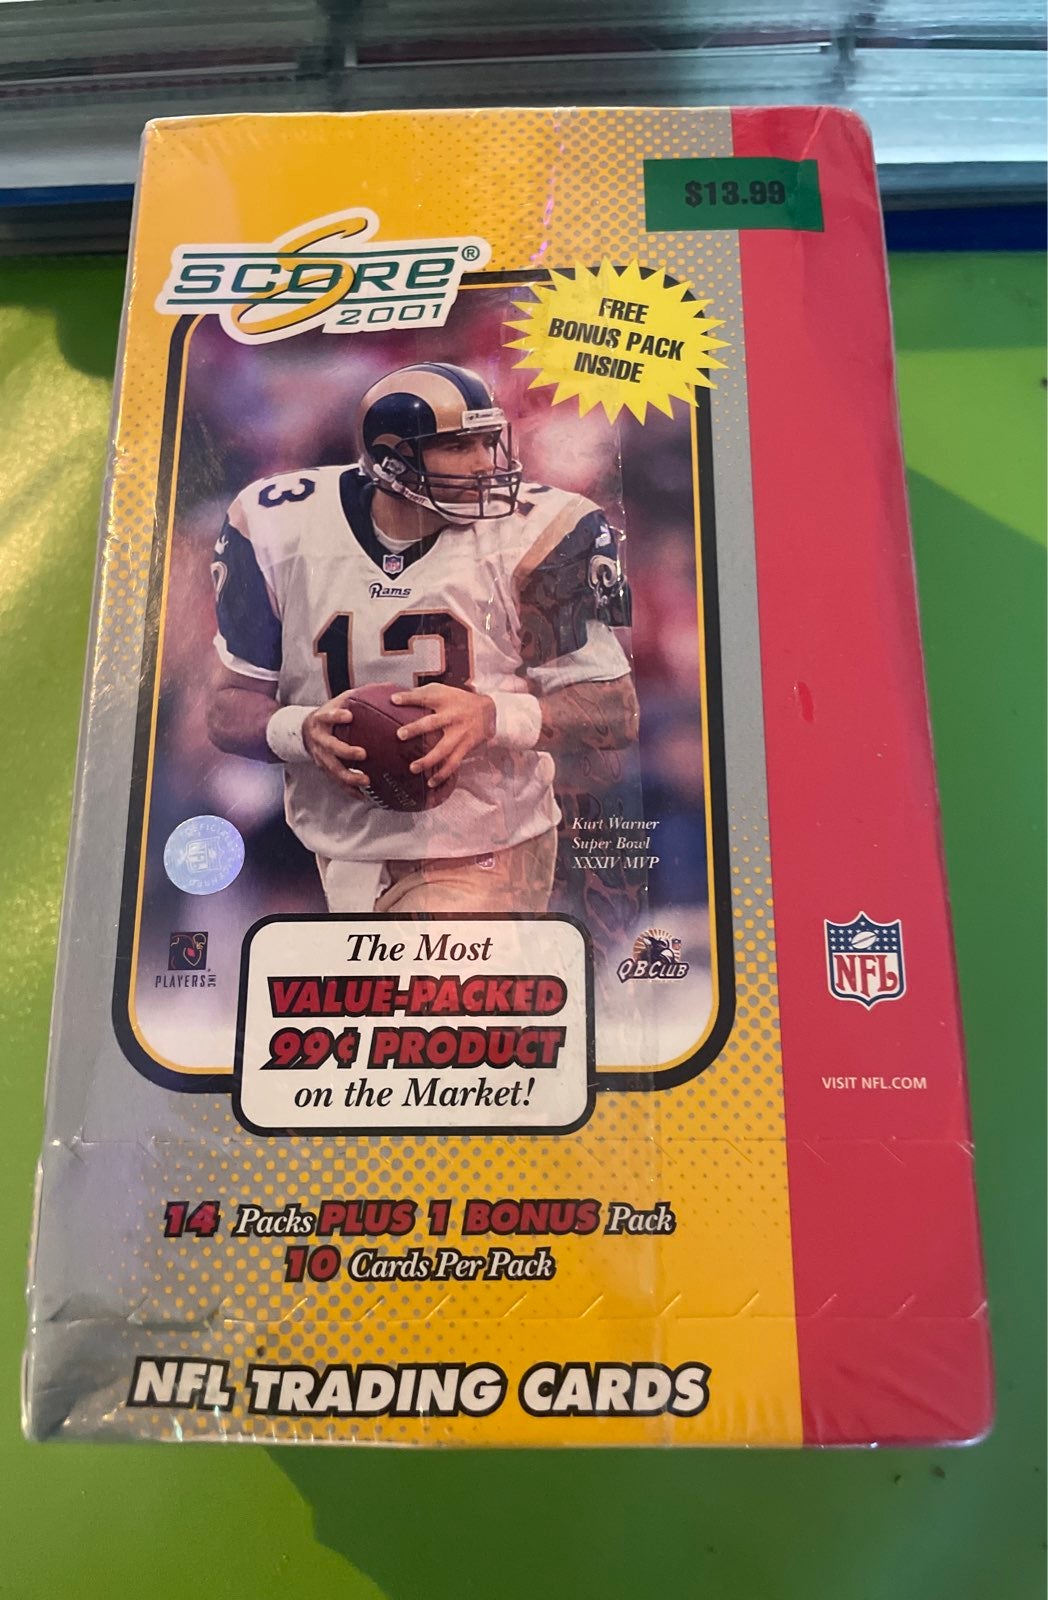 $13.99
SCORE®
2001
FREE
BONUS PACK
INSIDE
13
Rams
13
Kurt Warner
Super Bowl
XXXIV MVP
PLAYERS INC
QB CLUB
NFL
The Most
VALUE-PACKED
99¢ PRODUCT
on the Market!
VISIT NFL.COM
14 Packs PLUS 1 BONUS Pack
10 Cards Per Pack
NFL TRADING CARDS